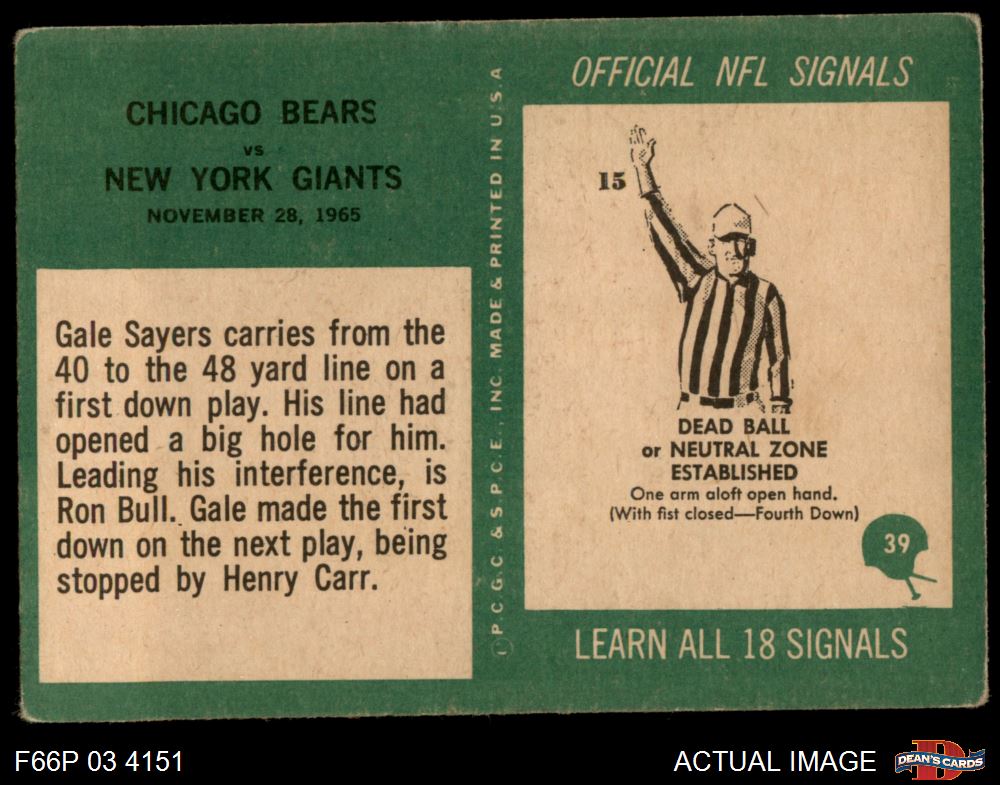 CHICAGO BEARS
vs
NEW YORK GIANTS
NOVEMBER 28, 1965
Gale Sayers carries from the
40 to the 48 yard line on a
first down play. His line had
opened a big hole for him.
Leading his interference, is
Ron Bull. Gale made the first
down on the next play, being
stopped by Henry Carr.
P.C.G.C. & S.P.C.E., INC. MADE & PRINTED IN U.S.A
OFFICIAL NFL SIGNALS
15
DEAD BALL
or NEUTRAL ZONE
ESTABLISHED
One arm aloft open hand.
(With fist closed—Fourth Down)
39
LEARN ALL 18 SIGNALS
F66P 03 4151
ACTUAL IMAGE
DEAN'S CARDS